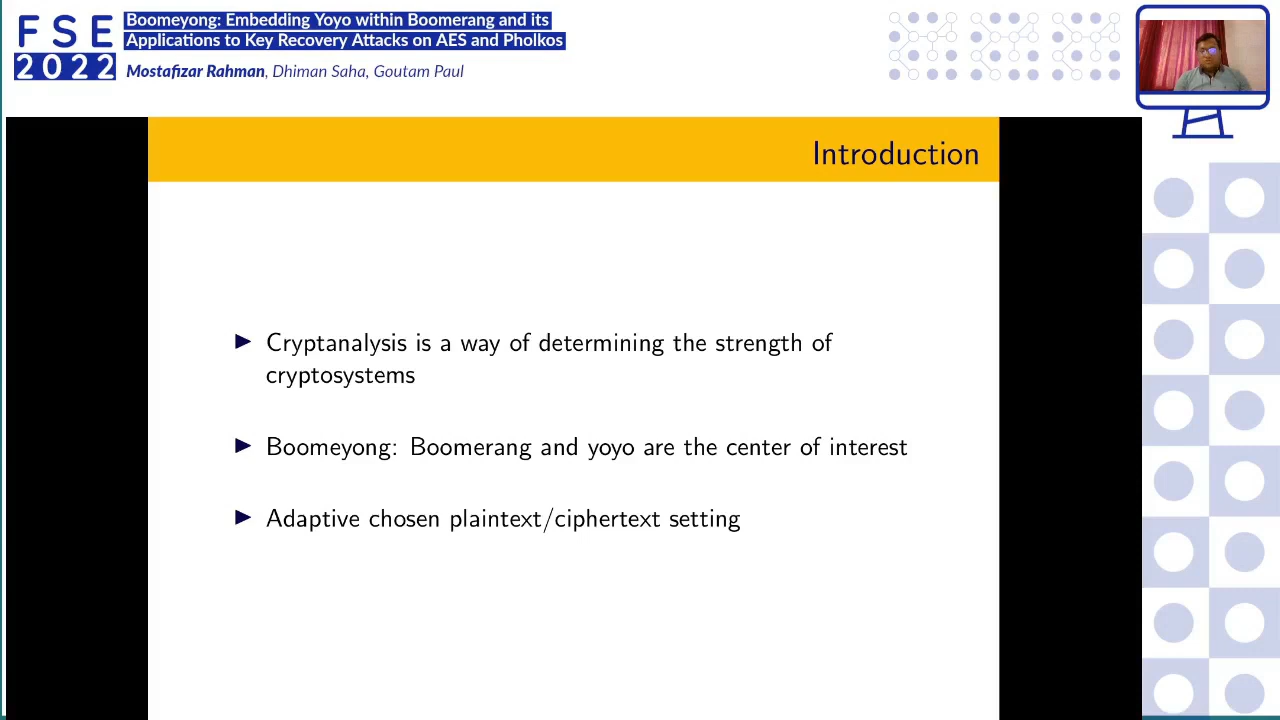 FSE
2022
Boomeyong: Embedding Yoyo within Boomerang and its
Applications to Key Recovery Attacks on AES and Pholkos
Mostafizar Rahman, Dhiman Saha, Goutam Paul
Introduction
Cryptanalysis is a way of determining the strength of
cryptosystems
Boomeyong: Boomerang and yoyo are the center of interest
Adaptive chosen plaintext/ciphertext setting